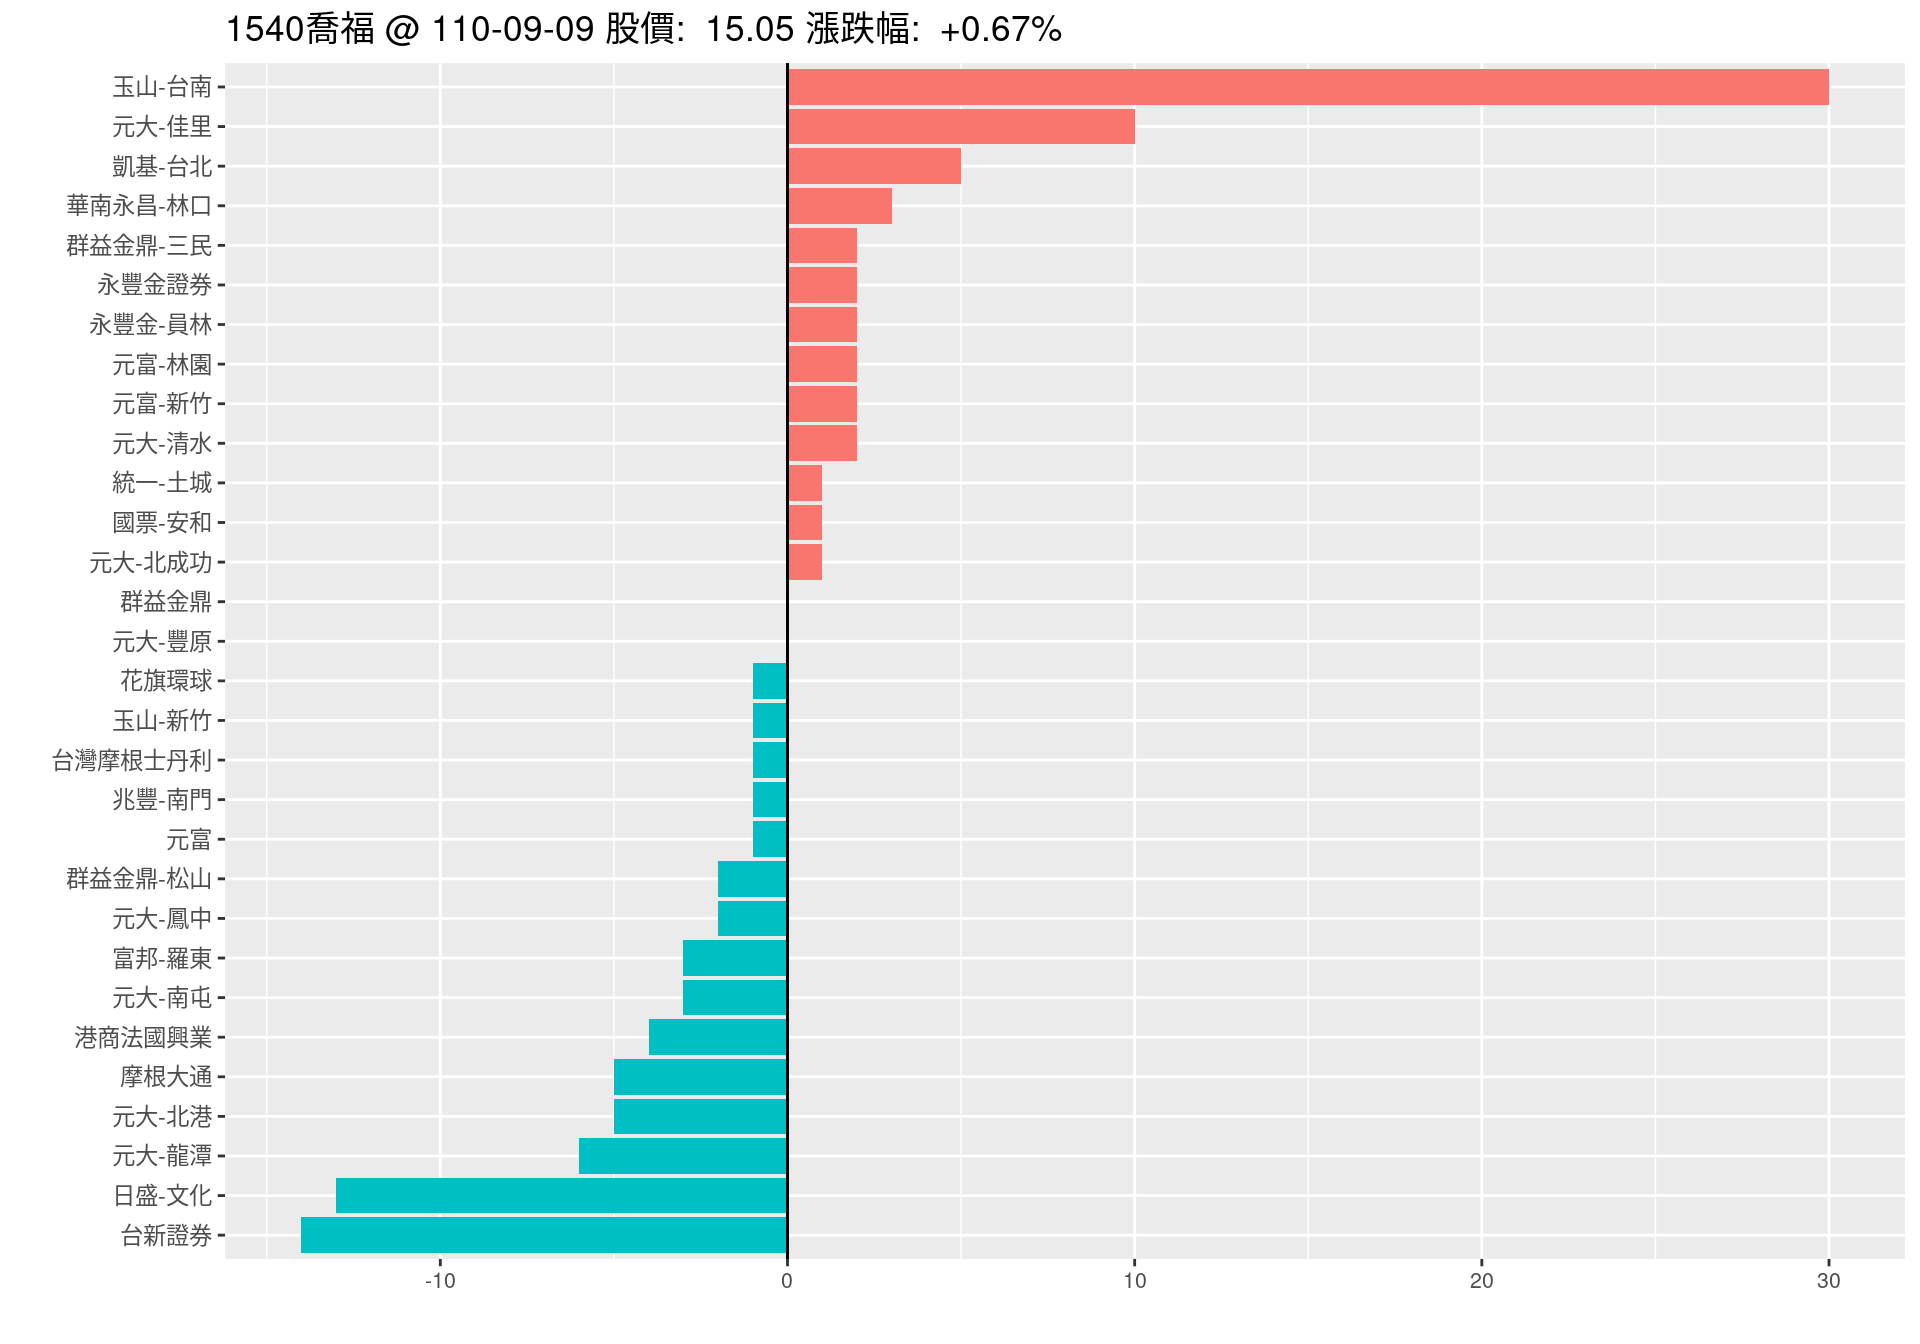 1540喬福 @ 110-09-09 股價:  15.05 漲跌幅:  +0.67%
玉山-台南
元大-佳里
凱基-台北
華南永昌-林口
群益金鼎-三民
永豐金證券
永豐金-員林
元富-林園
元富-新竹
元大-清水
統一-土城
國票-安和
元大-北成功
群益金鼎
元大-豐原
花旗環球
玉山-新竹
台灣摩根士丹利
兆豐-南門
元富
群益金鼎-松山
元大-鳳中
富邦-羅東
元大-南屯
港商法國興業
摩根大通
元大-北港
元大-龍潭
日盛-文化
台新證券
-10 0 10 20 30